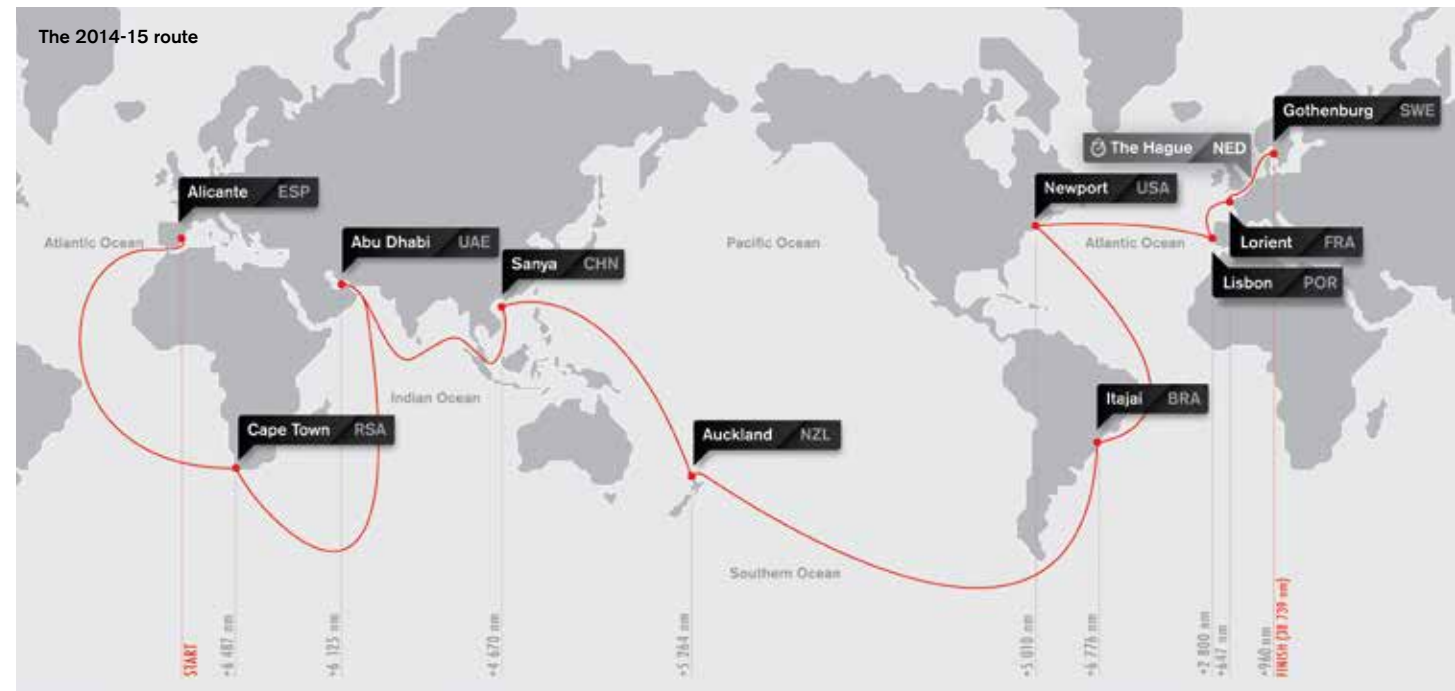 The 2014-15 route
Gothenburg SWE
The Hague NED
Alicante ESP
Newport USA
Atlantic Ocean
Abu Dhabi UAE
Pacific Ocean
Atlantic Ocean
Lorient FRA
Sanya CHN
Lisbon POR
Indian Ocean
Itajaí BRA
Cape Town RSA
Auckland NZL
Southern Ocean
START
+6 487 nm
+6 125 nm
+4 670 nm
+5 264 nm
+5 010 nm
+6 776 nm
+2 800 nm
+647 nm
+960 nm
FINISH (38 739 nm)